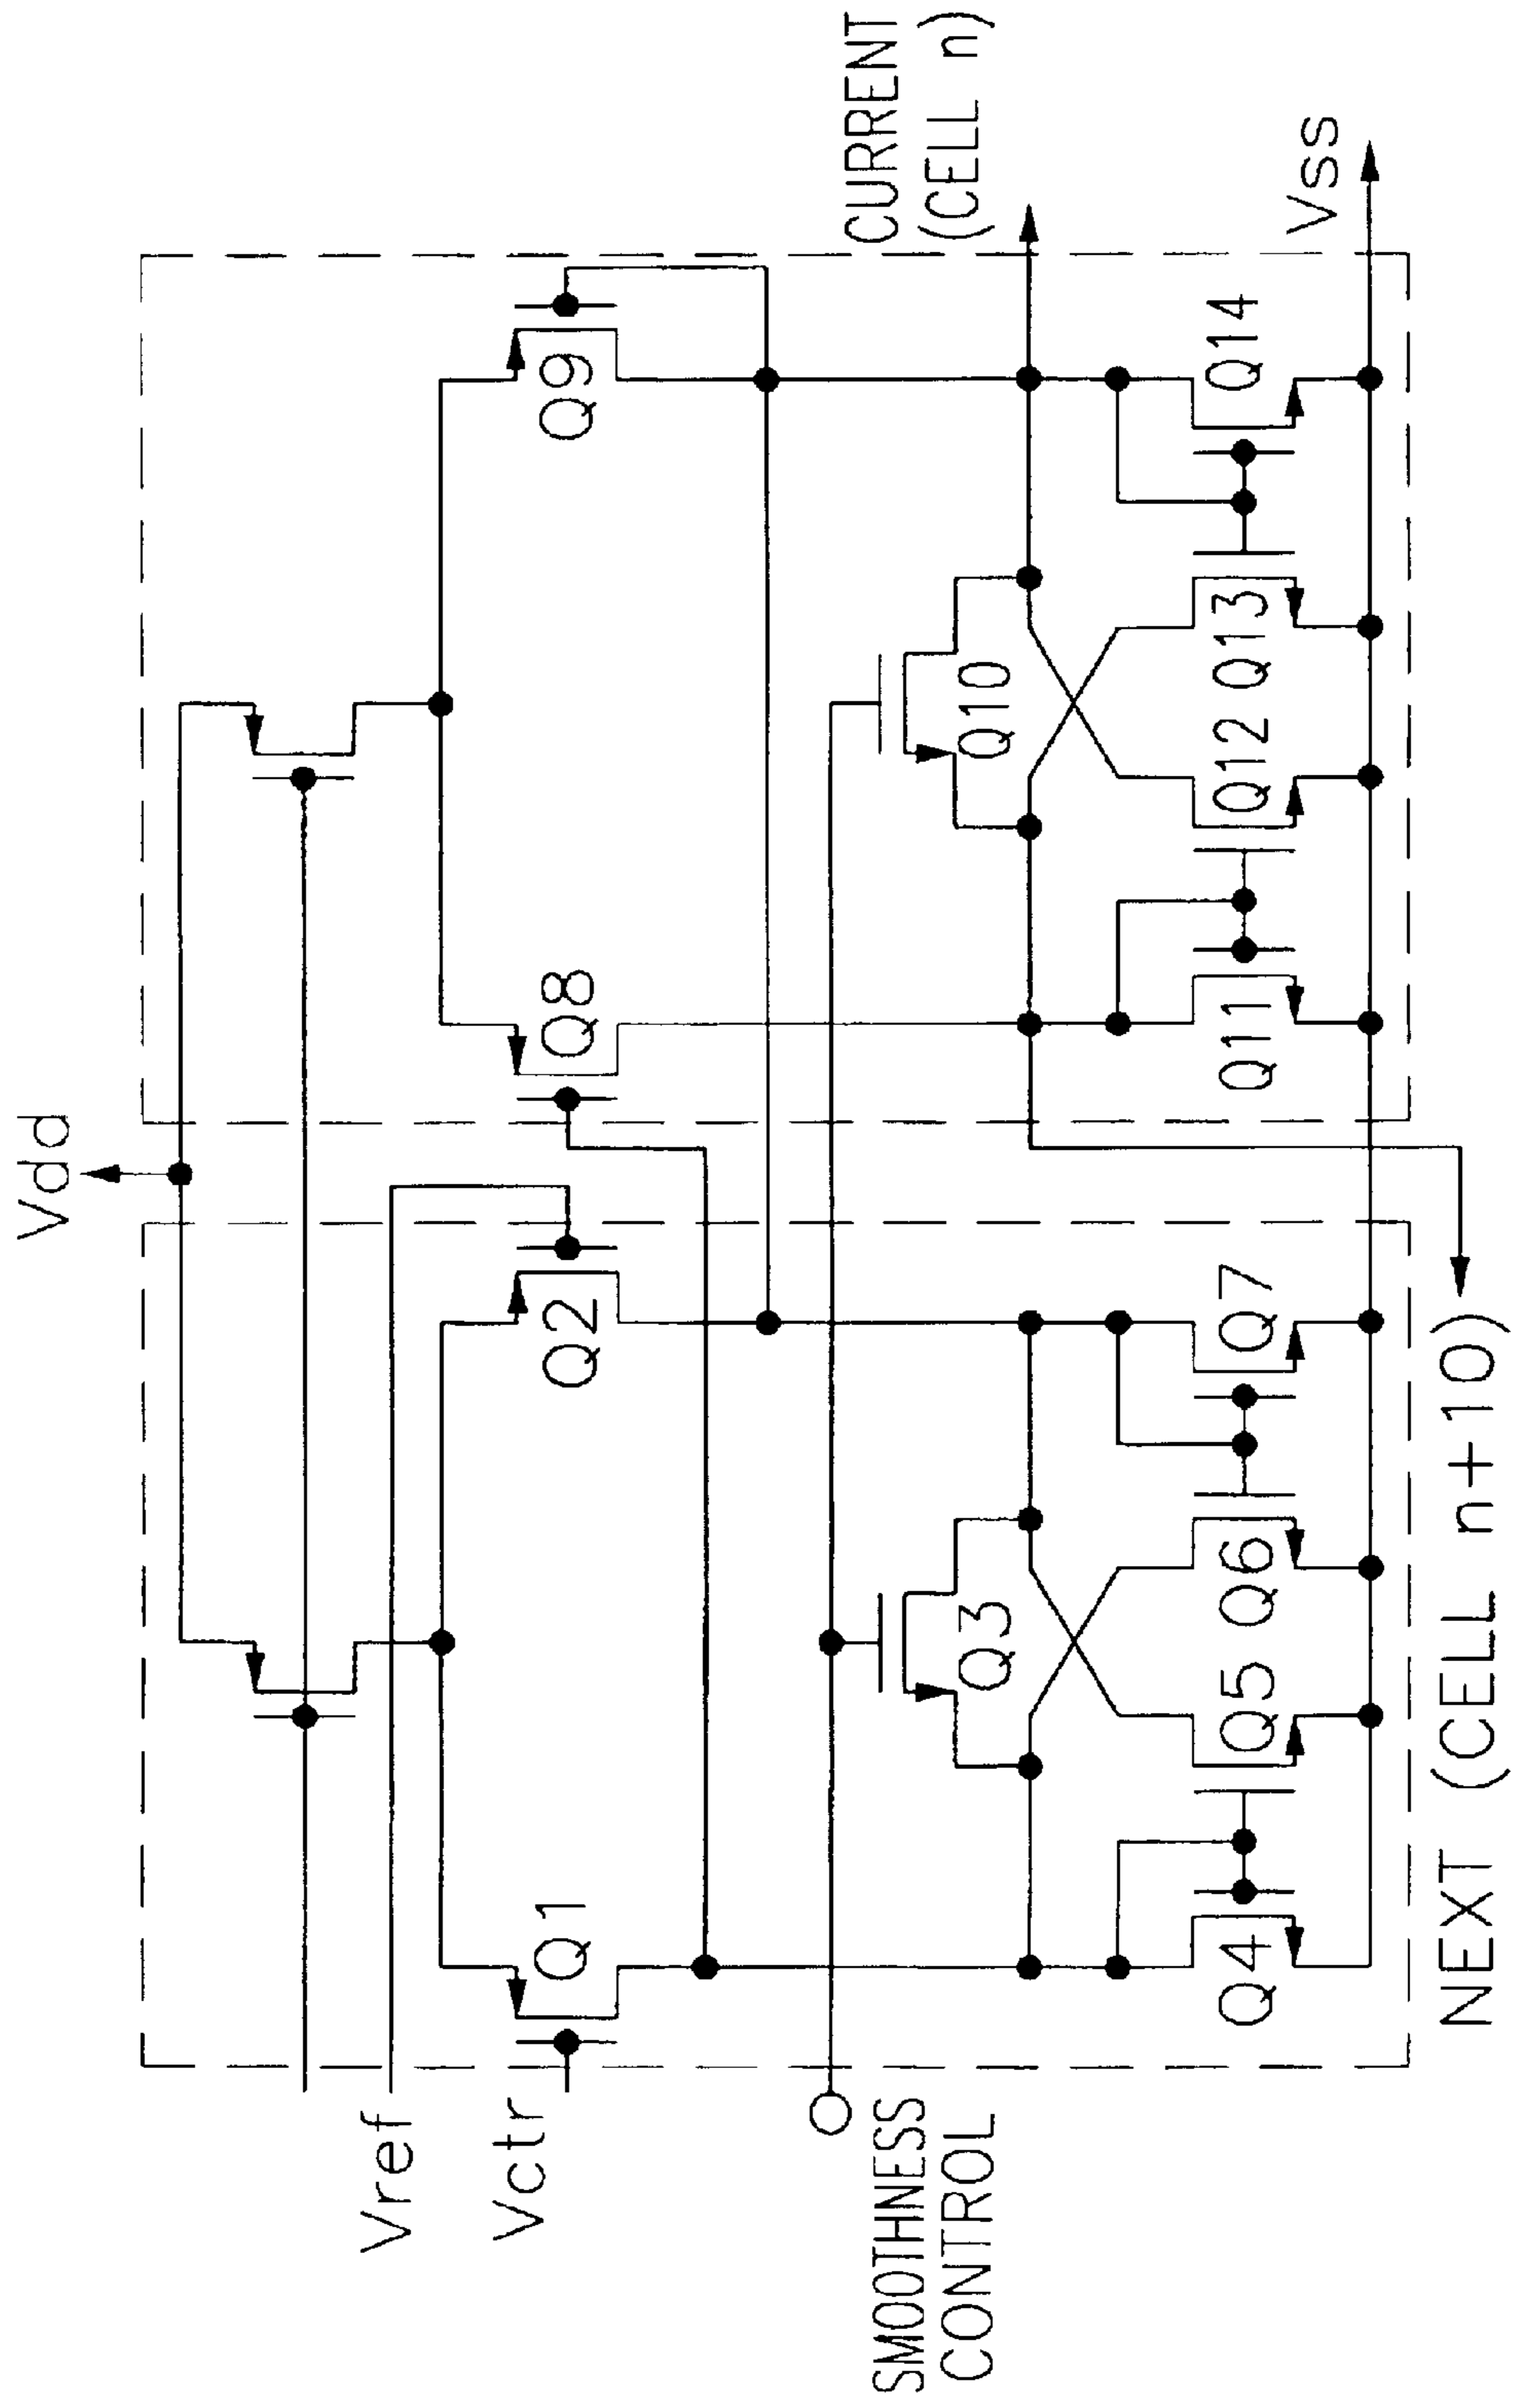 Vdd
Vref
Vctr
Q1
Q2
Q8
Q9
CURRENT
(CELL n)
SMOOTHNESS
CONTROL
Q3
Q10
Q4
Q5
Q6
Q7
Q11
Q12
Q13
Q14
Vss
NEXT (CELL n+10)